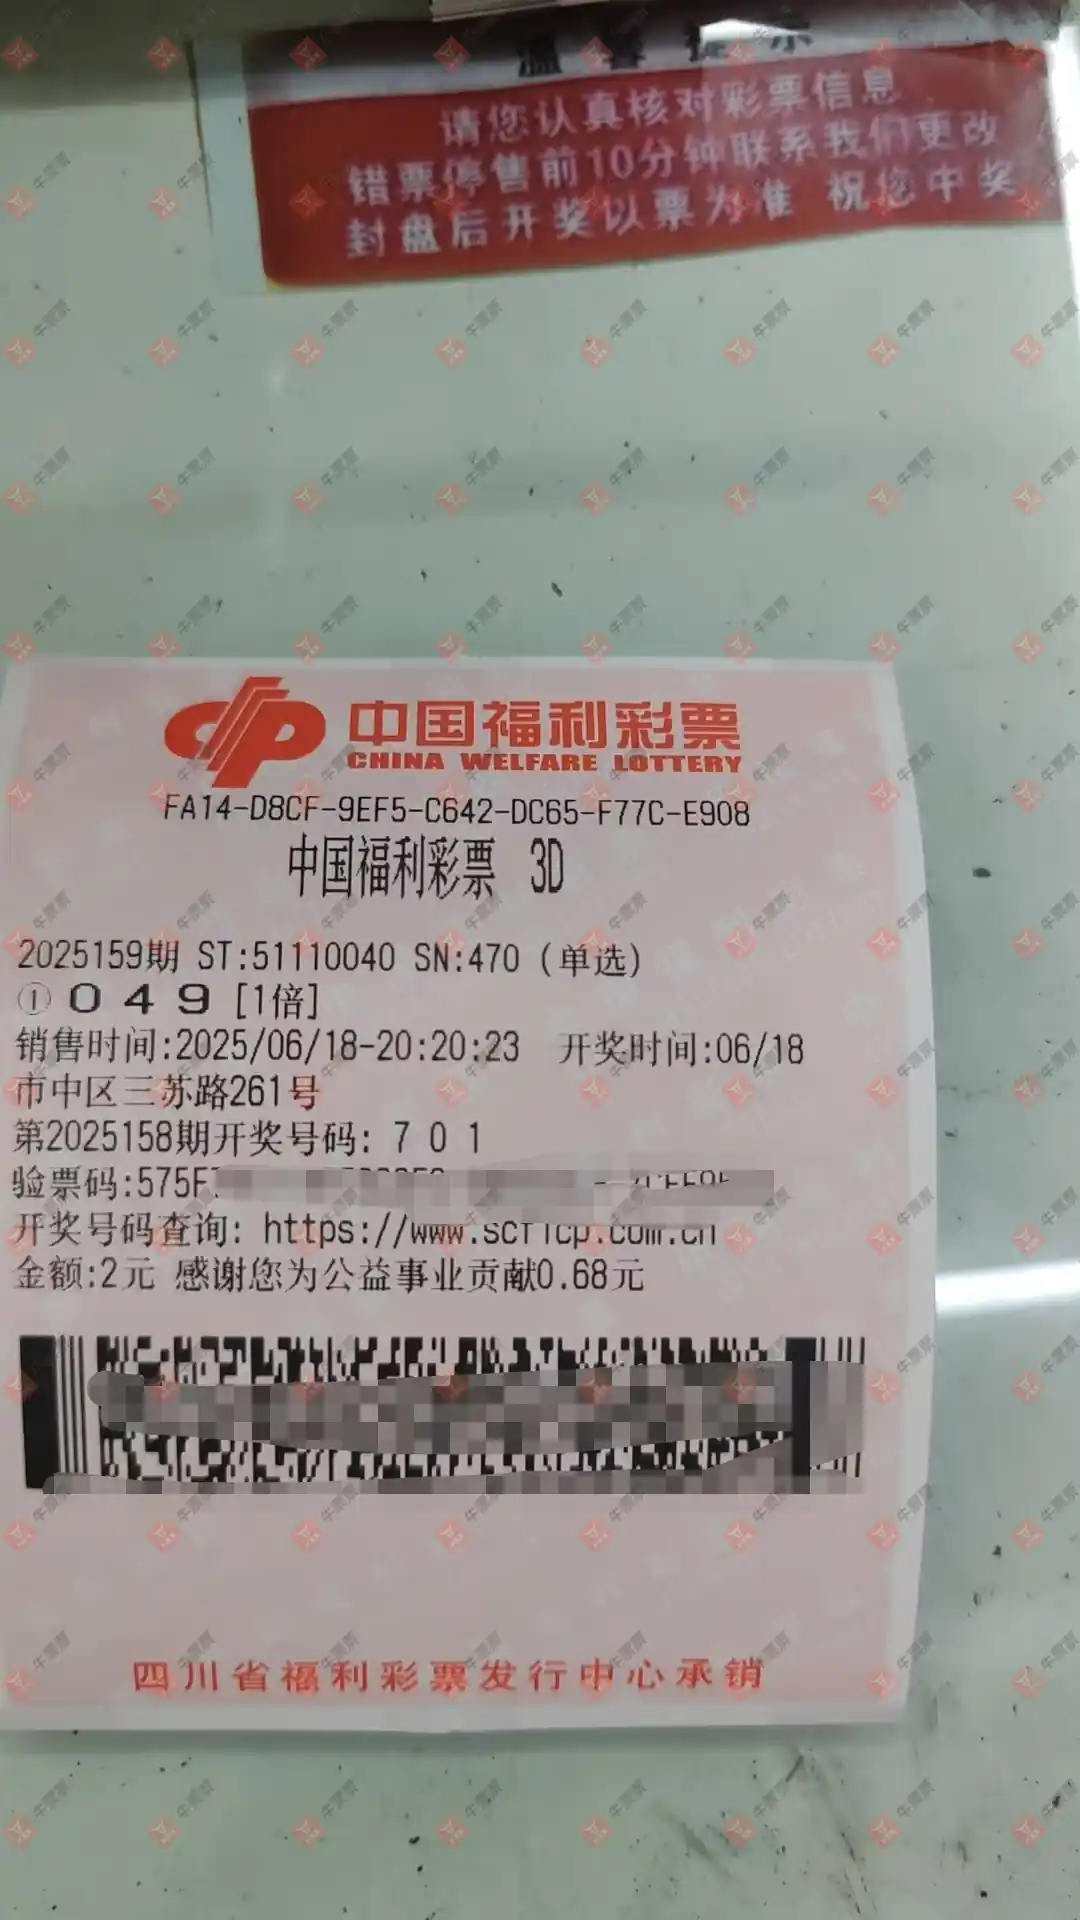 温馨提示
请您认真核对彩票信息
错票停售前10分钟联系我们更改
封盘后开奖以票为准 祝您中奖
中国福利彩票
CHINA WELFARE LOTTERY
FA14-D8CF-9EF5-C642-DC65-F77C-E908
中国福利彩票 3D
2025159期 ST:51110040 SN:470 (单选)
① 0 4 9 [1倍]
销售时间:2025/06/18-20:20:23 开奖时间:06/18
市中区三苏路261号
第2025158期开奖号码: 7 0 1
验票码:575F
开奖号码查询: https://www.scflcp.com.cn
金额:2元 感谢您为公益事业贡献0.68元
四川省福利彩票发行中心承销